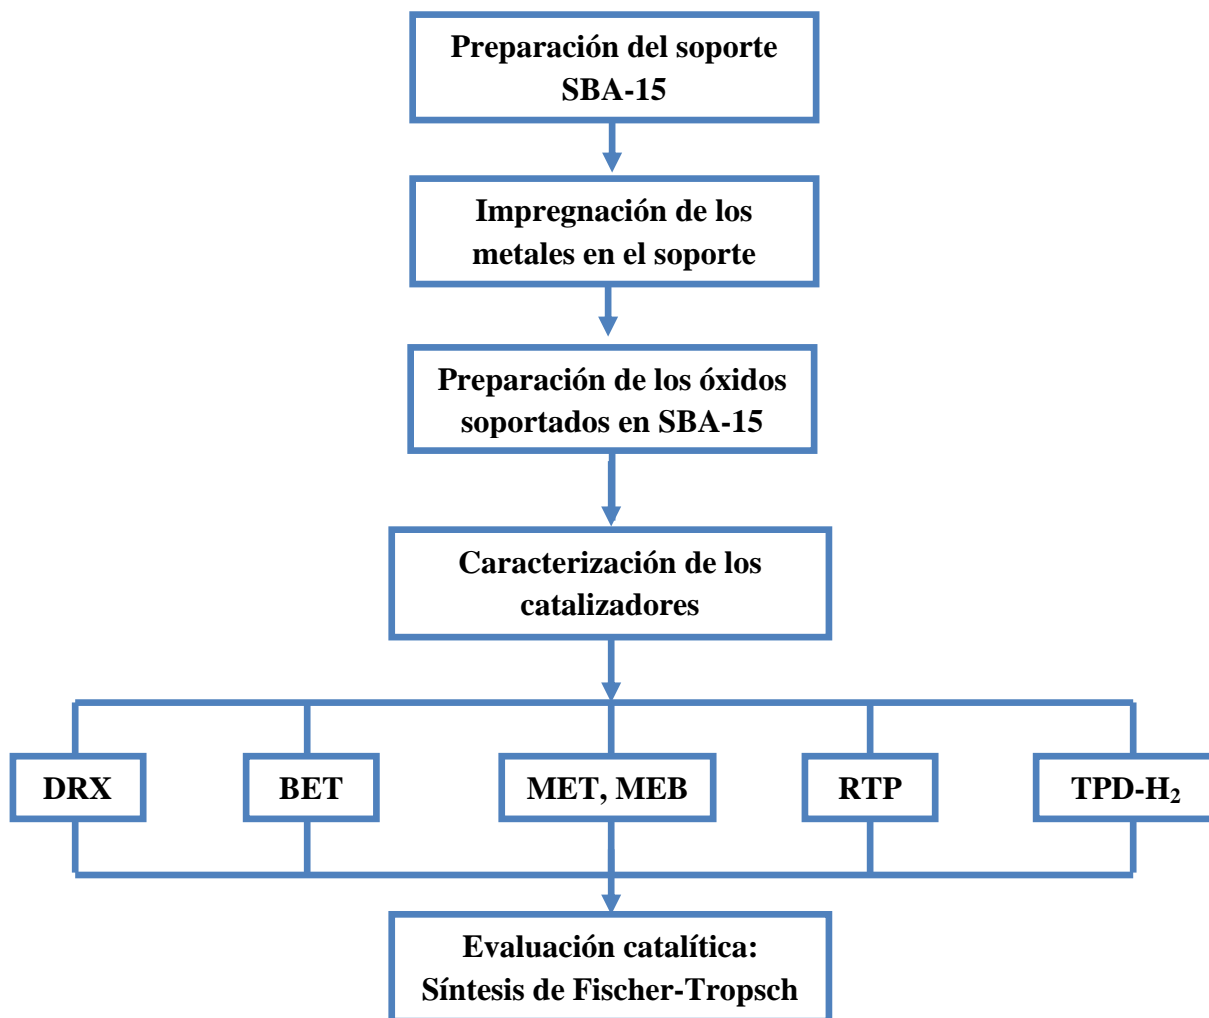 Preparación del soporte
SBA-15
Impregnación de los
metales en el soporte
Preparación de los óxidos
soportados en SBA-15
Caracterización de los
catalizadores
DRX
BET
MET, MEB
RTP
TPD-H₂
Evaluación catalítica:
Síntesis de Fischer-Tropsch